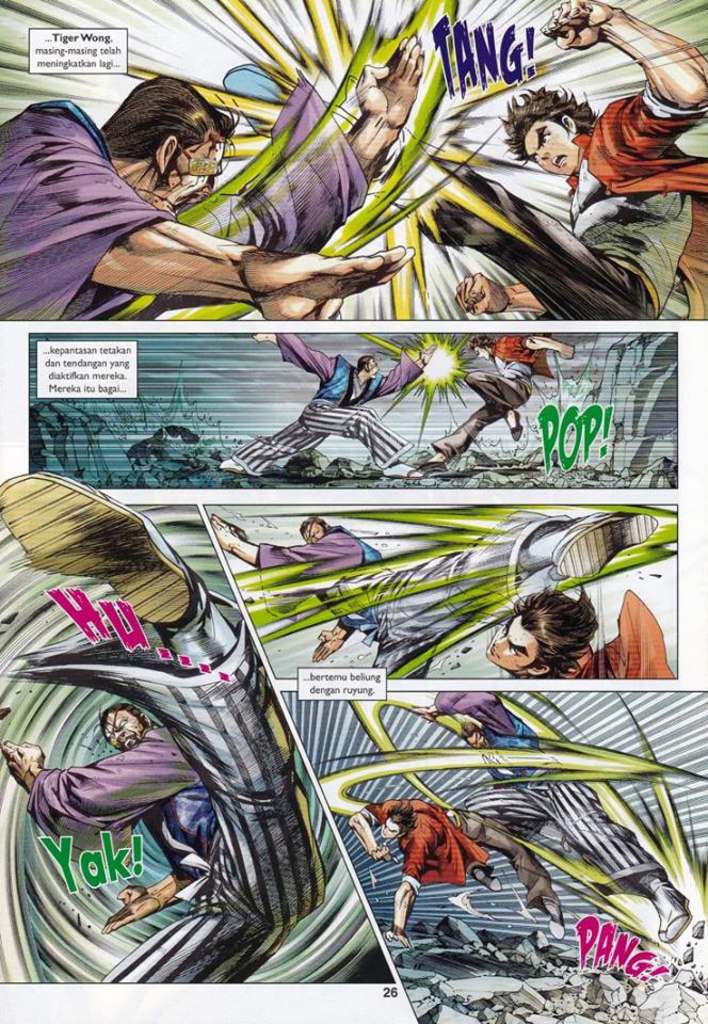 ...Tiger Wong,
masing-masing telah
meningkatkan lagi...
TANG!
...kepantasan tetakan
dan tendangan yang
diaktifkan mereka.
Mereka itu bagai...
POP!
HU....
...bertemu beliung
dengan ruyung.
Yak!
PANG!
26